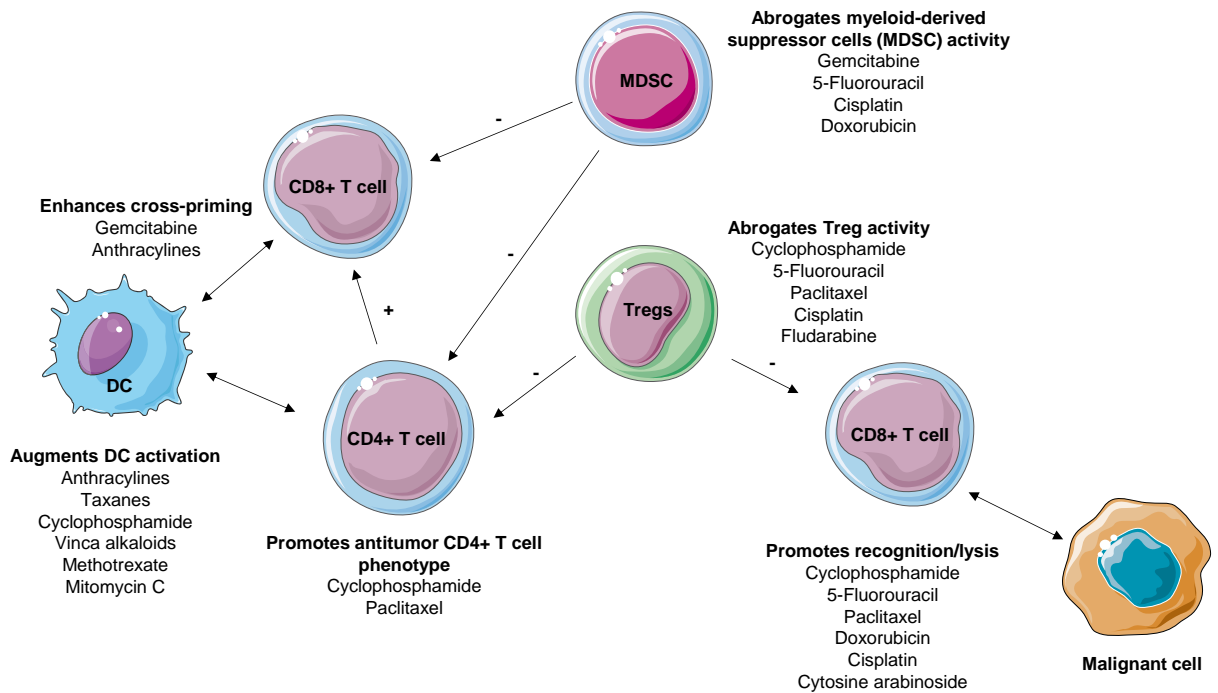 Abrogates myeloid-derived
suppressor cells (MDSC) activity
Gemcitabine
5-Fluorouracil
Cisplatin
Doxorubicin
MDSC
-
CD8+ T cell
Enhances cross-priming
Gemcitabine
Anthracylines
-
Abrogates Treg activity
Cyclophosphamide
5-Fluorouracil
Paclitaxel
Cisplatin
Fludarabine
Tregs
+
DC
-
-
CD4+ T cell
CD8+ T cell
Augments DC activation
Anthracylines
Taxanes
Cyclophosphamide
Vinca alkaloids
Methotrexate
Mitomycin C
Promotes antitumor CD4+ T cell
phenotype
Cyclophosphamide
Paclitaxel
Promotes recognition/lysis
Cyclophosphamide
5-Fluorouracil
Paclitaxel
Doxorubicin
Cisplatin
Cytosine arabinoside
Malignant cell